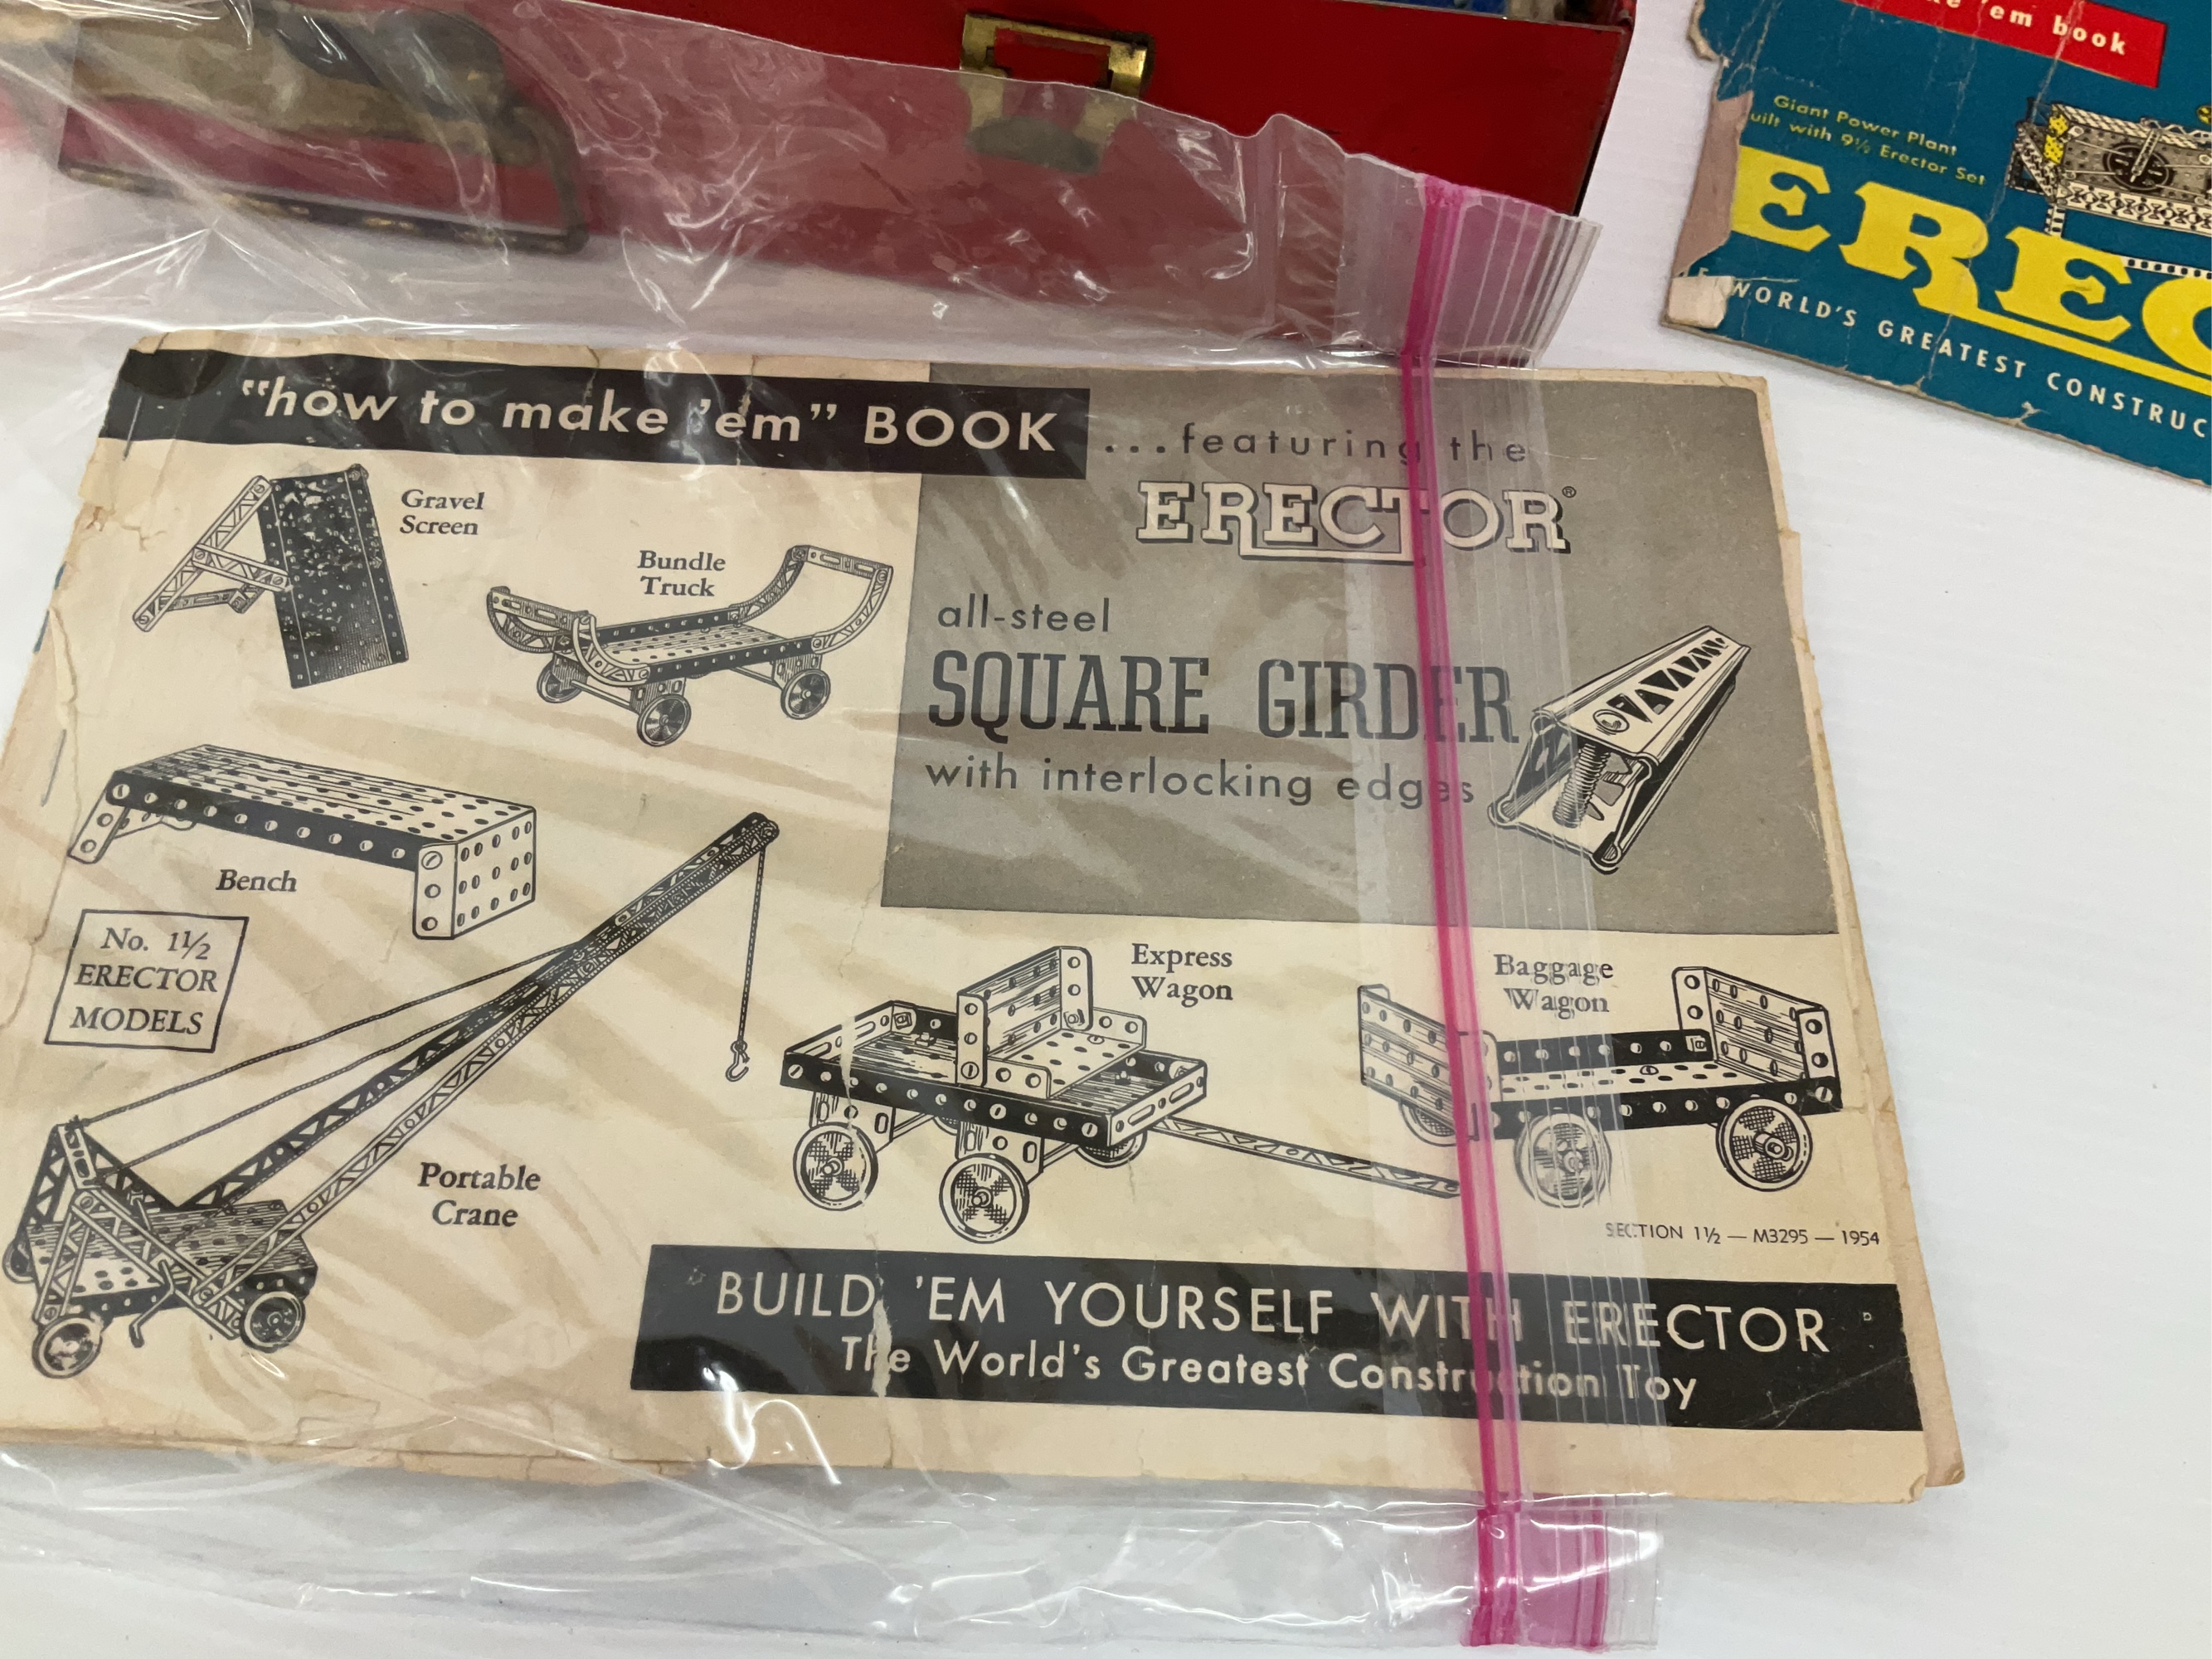 "how to make 'em" BOOK
...featuring the
ERECTOR®
all-steel
SQUARE GIRDER
with interlocking edges
Gravel
Screen
Bundle
Truck
Bench
No. 1½
ERECTOR
MODELS
Portable
Crane
Express
Wagon
Baggage
Wagon
SECTION 1½ — M3295 — 1954
BUILD 'EM YOURSELF WITH ERECTOR
The World's Greatest Construction Toy
'em book
Giant Power Plant
uilt with 9½ Erector Set
EREC
WORLD'S GREATEST CONSTRUC